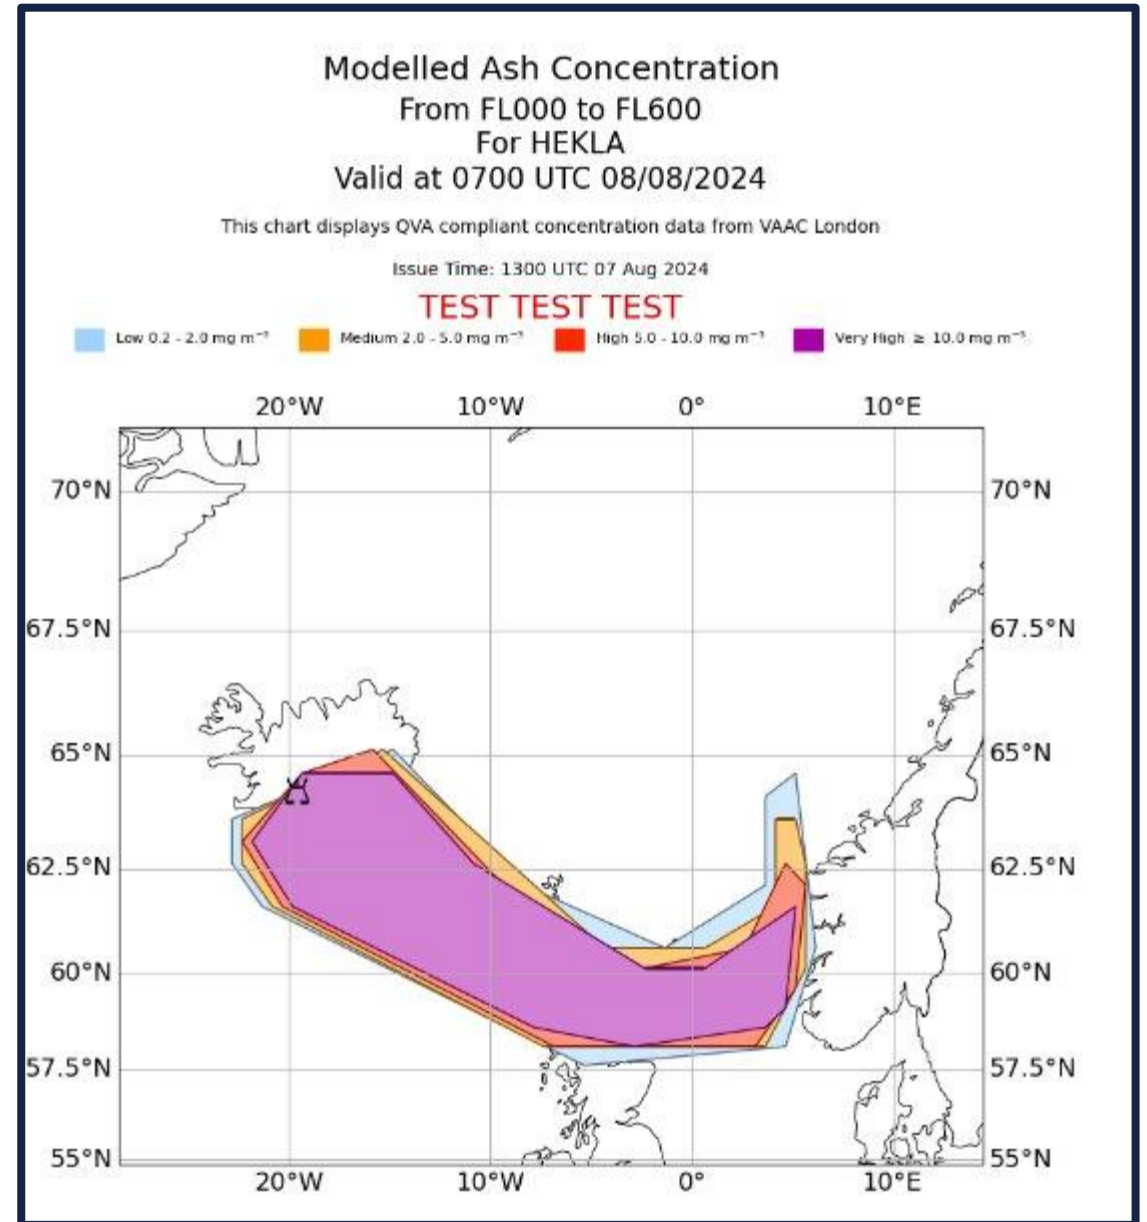 Modelled Ash Concentration
From FL000 to FL600
For HEKLA
Valid at 0700 UTC 08/08/2024
This chart displays QVA compliant concentration data from VAAC London
Issue Time: 1300 UTC 07 Aug 2024
TEST TEST TEST
Low 0.2 - 2.0 mg m⁻³ Medium 2.0 - 5.0 mg m⁻³ High 5.0 - 10.0 mg m⁻³ Very High ≥ 10.0 mg m⁻³
20°W 10°W 0° 10°E
70°N 70°N
67.5°N 67.5°N
65°N 65°N
62.5°N 62.5°N
60°N 60°N
57.5°N 57.5°N
55°N 55°N
20°W 10°W 0° 10°E